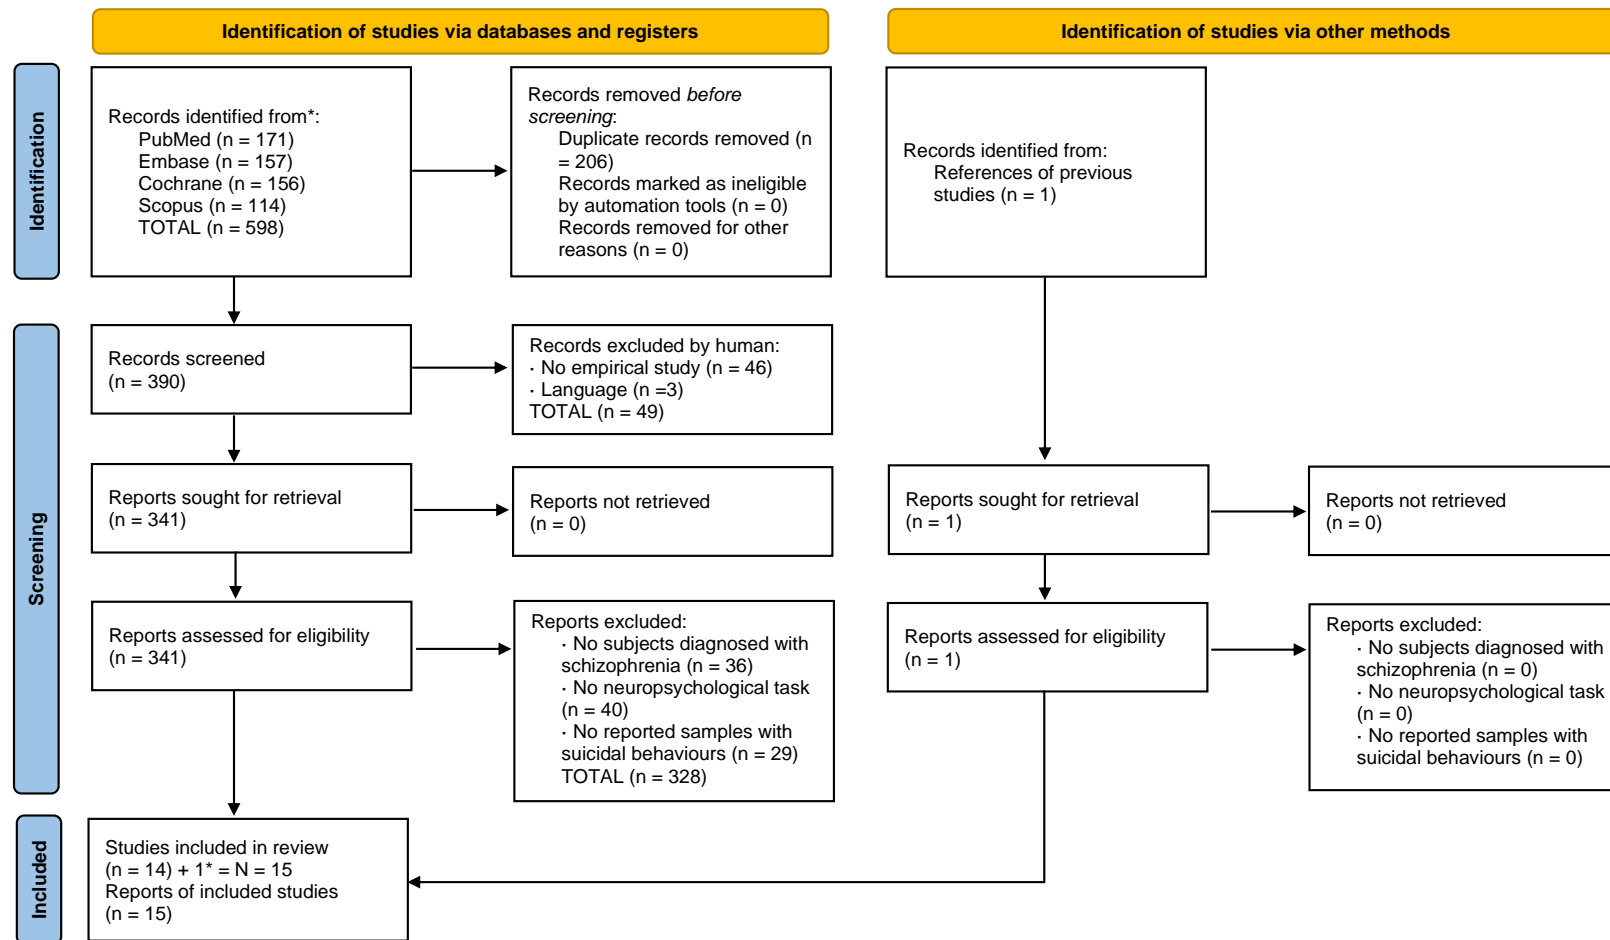 Identification of studies via databases and registers
Identification of studies via other methods
Identification
Records identified from*:
PubMed (n = 171)
Embase (n = 157)
Cochrane (n = 156)
Scopus (n = 114)
TOTAL (n = 598)
Records removed before
screening:
Duplicate records removed (n
= 206)
Records marked as ineligible
by automation tools (n = 0)
Records removed for other
reasons (n = 0)
Records identified from:
References of previous
studies (n = 1)
Screening
Records screened
(n = 390)
Records excluded by human:
· No empirical study (n = 46)
· Language (n =3)
TOTAL (n = 49)
Reports sought for retrieval
(n = 341)
Reports not retrieved
(n = 0)
Reports sought for retrieval
(n = 1)
Reports not retrieved
(n = 0)
Reports assessed for eligibility
(n = 341)
Reports excluded:
· No subjects diagnosed with
schizophrenia (n = 36)
· No neuropsychological task
(n = 40)
· No reported samples with
suicidal behaviours (n = 29)
TOTAL (n = 328)
Reports assessed for eligibility
(n = 1)
Reports excluded:
· No subjects diagnosed with
schizophrenia (n = 0)
· No neuropsychological task
(n = 0)
· No reported samples with
suicidal behaviours (n = 0)
Included
Studies included in review
(n = 14) + 1* = N = 15
Reports of included studies
(n = 15)